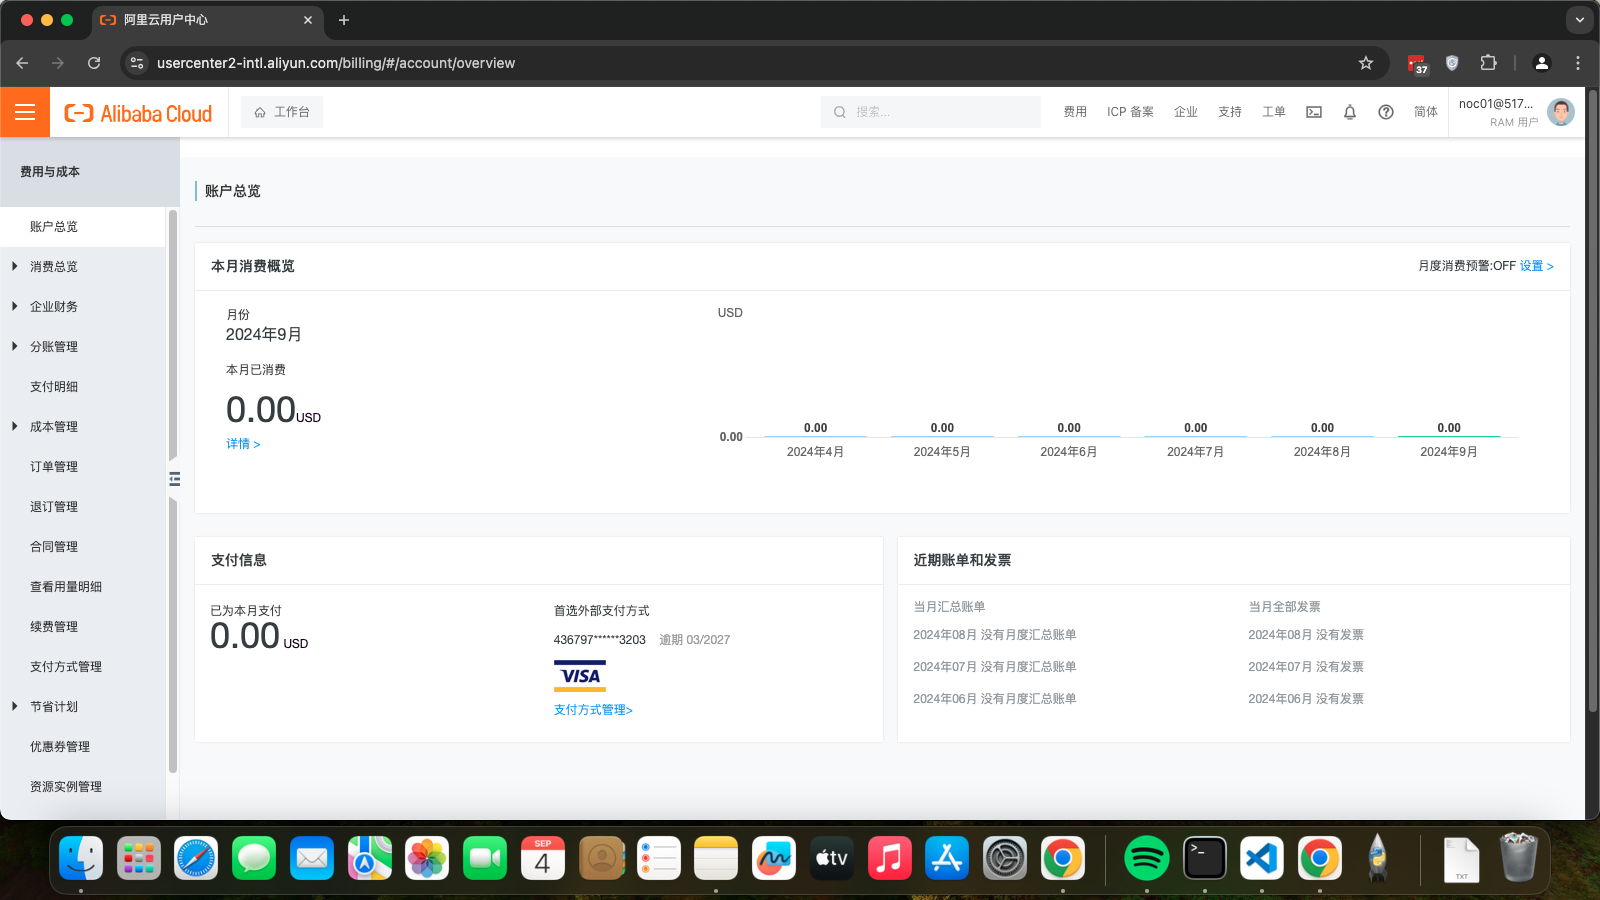 阿里云用户中心
usercenter2-intl.aliyun.com/billing/#/account/overview
37
Alibaba Cloud
工作台
搜索...
费用
ICP 备案
企业
支持
工单
简体
noc01@517...
RAM 用户
费用与成本
账户总览
消费总览
企业财务
分账管理
支付明细
成本管理
订单管理
退订管理
合同管理
查看用量明细
续费管理
支付方式管理
节省计划
优惠券管理
资源实例管理
账户总览
本月消费概览
月度消费预警:OFF 设置 >
月份
2024年9月
本月已消费
0.00USD
详情 >
USD
0.00
0.00 0.00 0.00 0.00 0.00 0.00
2024年4月 2024年5月 2024年6月 2024年7月 2024年8月 2024年9月
支付信息
已为本月支付
0.00 USD
首选外部支付方式
436797******3203 逾期 03/2027
VISA
支付方式管理>
近期账单和发票
当月汇总账单
2024年08月 没有月度汇总账单
2024年07月 没有月度汇总账单
2024年06月 没有月度汇总账单
当月全部发票
2024年08月 没有发票
2024年07月 没有发票
2024年06月 没有发票
SEP
4
tv
>_
TXT